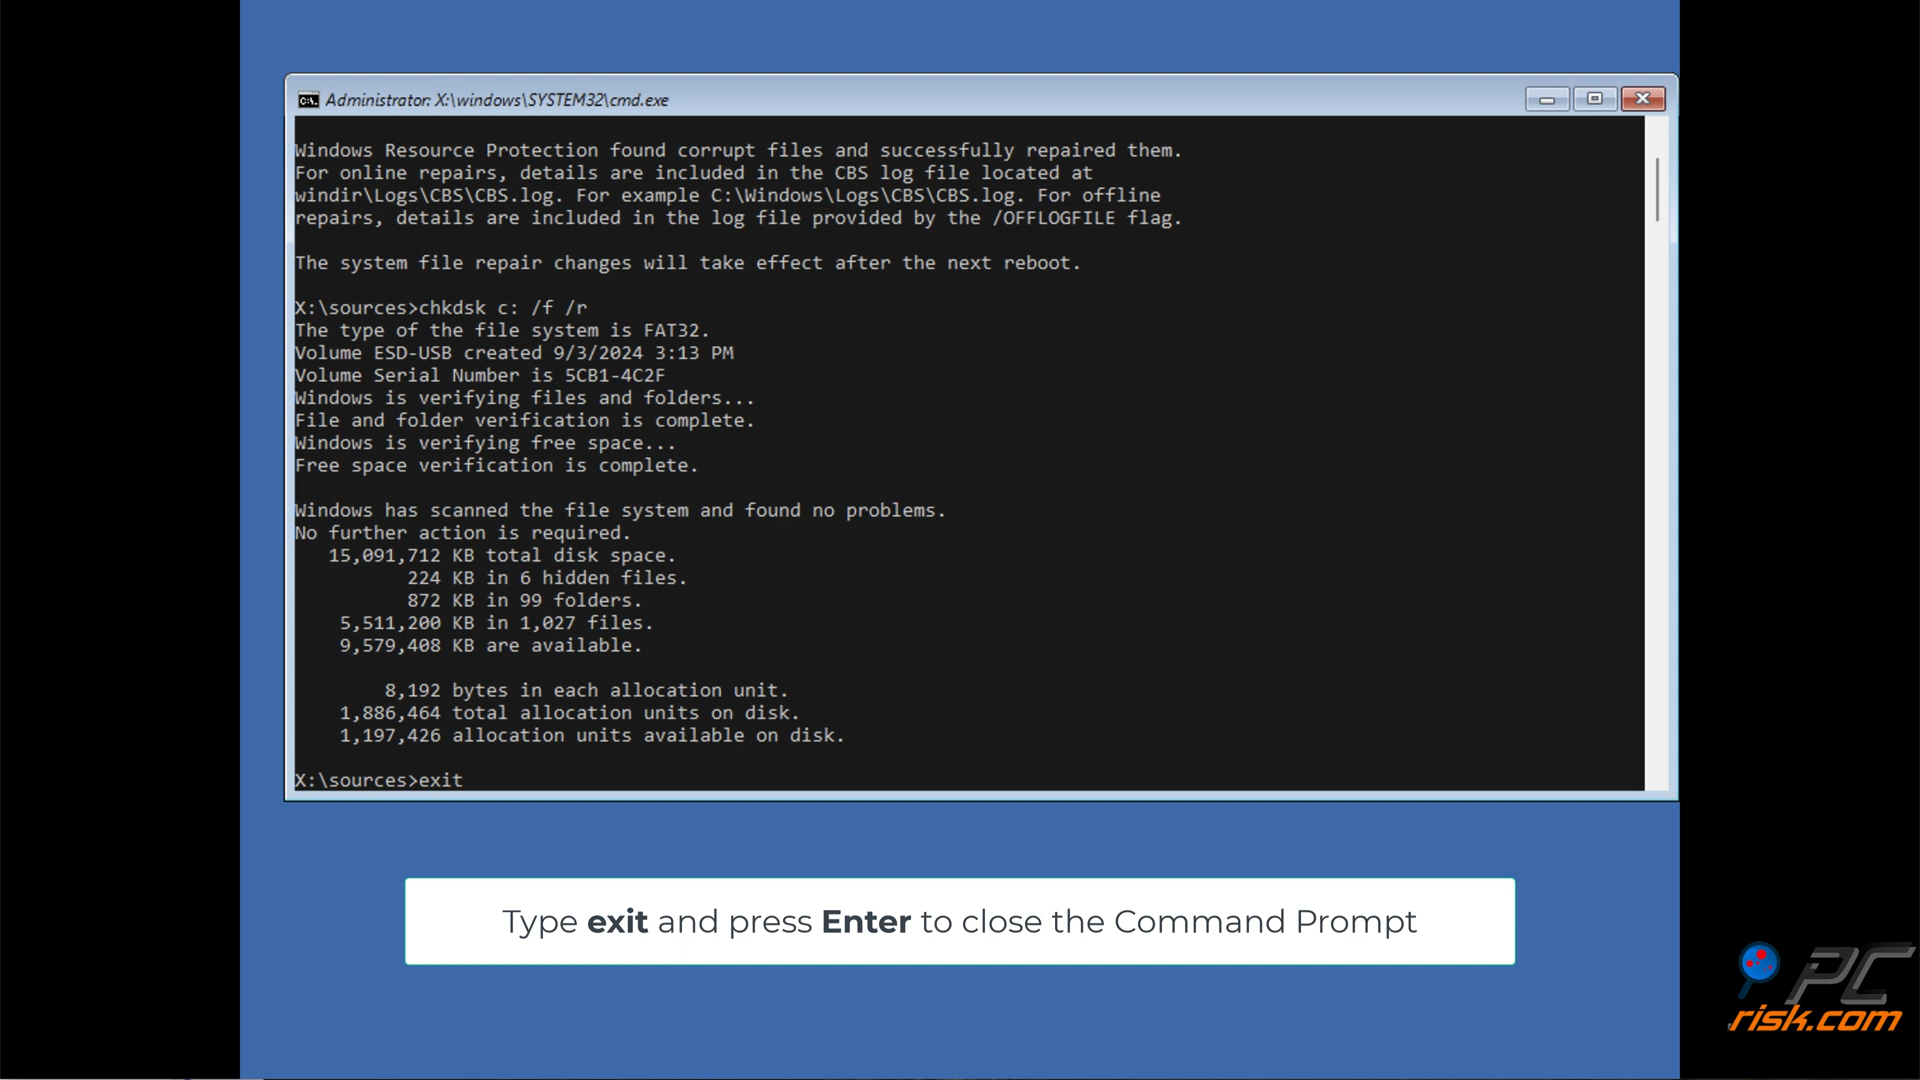 Administrator: X:\windows\SYSTEM32\cmd.exe
Windows Resource Protection found corrupt files and successfully repaired them.
For online repairs, details are included in the CBS log file located at
windir\Logs\CBS\CBS.log. For example C:\Windows\Logs\CBS\CBS.log. For offline
repairs, details are included in the log file provided by the /OFFLOGFILE flag.
The system file repair changes will take effect after the next reboot.
X:\sources>chkdsk c: /f /r
The type of the file system is FAT32.
Volume ESD-USB created 9/3/2024 3:13 PM
Volume Serial Number is 5CB1-4C2F
Windows is verifying files and folders...
File and folder verification is complete.
Windows is verifying free space...
Free space verification is complete.
Windows has scanned the file system and found no problems.
No further action is required.
15,091,712 KB total disk space.
224 KB in 6 hidden files.
872 KB in 99 folders.
5,511,200 KB in 1,027 files.
9,579,408 KB are available.
8,192 bytes in each allocation unit.
1,886,464 total allocation units on disk.
1,197,426 allocation units available on disk.
X:\sources>exit
Type exit and press Enter to close the Command Prompt
PC
risk.com